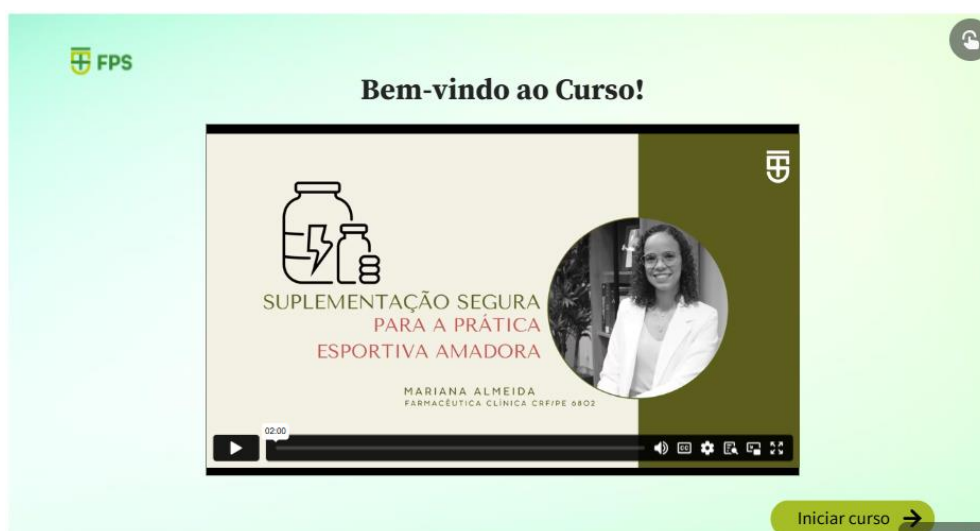 FPS
Bem-vindo ao Curso!
SUPLEMENTAÇÃO SEGURA
PARA A PRÁTICA
ESPORTIVA AMADORA
MARIANA ALMEIDA
FARMACÊUTICA CLÍNICA CRF/PE 6802
02:00
CC
Iniciar curso